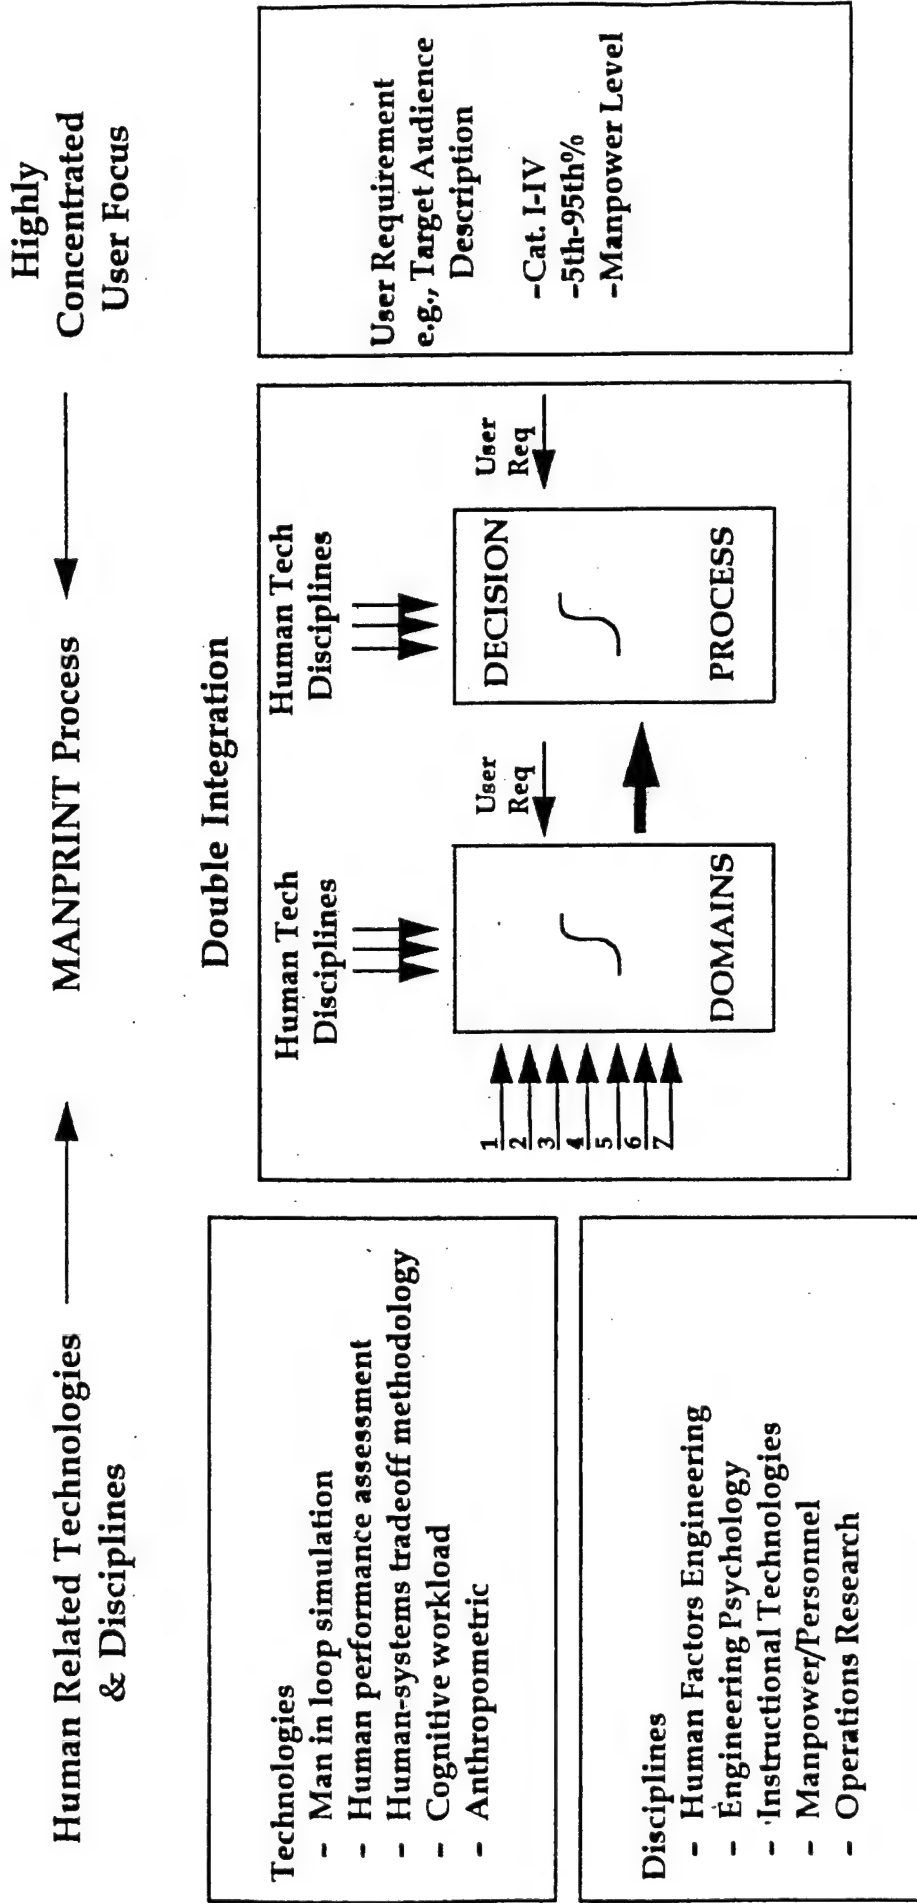 Human Related Technologies
& Disciplines
MANPRINT Process
Highly
Concentrated
User Focus
Technologies
- Man in loop simulation
- Human performance assessment
- Human-systems tradeoff methodology
- Cognitive workload
- Anthropometric
Disciplines
- Human Factors Engineering
- Engineering Psychology
- Instructional Technologies
- Manpower/Personnel
- Operations Research
Double Integration
Human Tech
Disciplines
1
2
3
4
5
6
7
DOMAINS
User
Req
Human Tech
Disciplines
DECISION
PROCESS
User
Req
User Requirement
e.g., Target Audience
Description
-Cat. I-IV
-5th-95th%
-Manpower Level